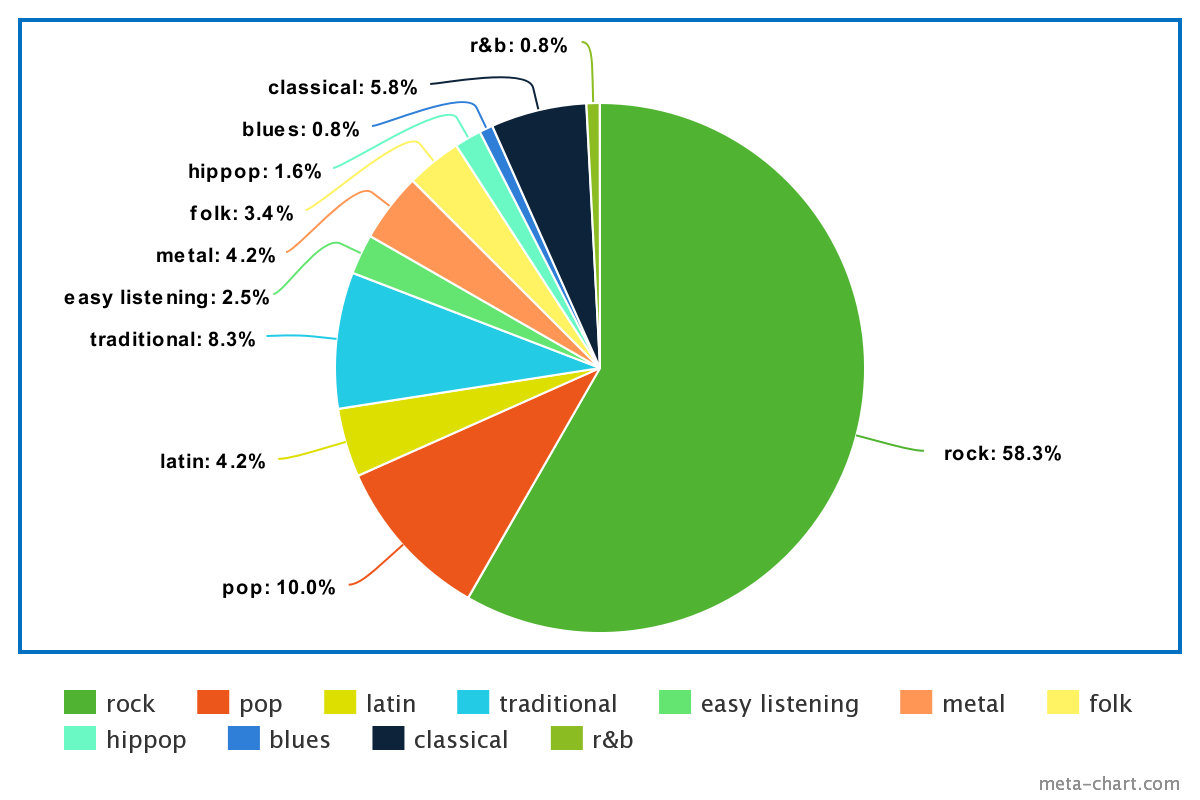 r&b: 0.8%
classical: 5.8%
blues: 0.8%
hippop: 1.6%
folk: 3.4%
metal: 4.2%
easy listening: 2.5%
traditional: 8.3%
latin: 4.2%
rock: 58.3%
pop: 10.0%
rock pop latin traditional easy listening metal folk
hippop blues classical r&b
meta-chart.com